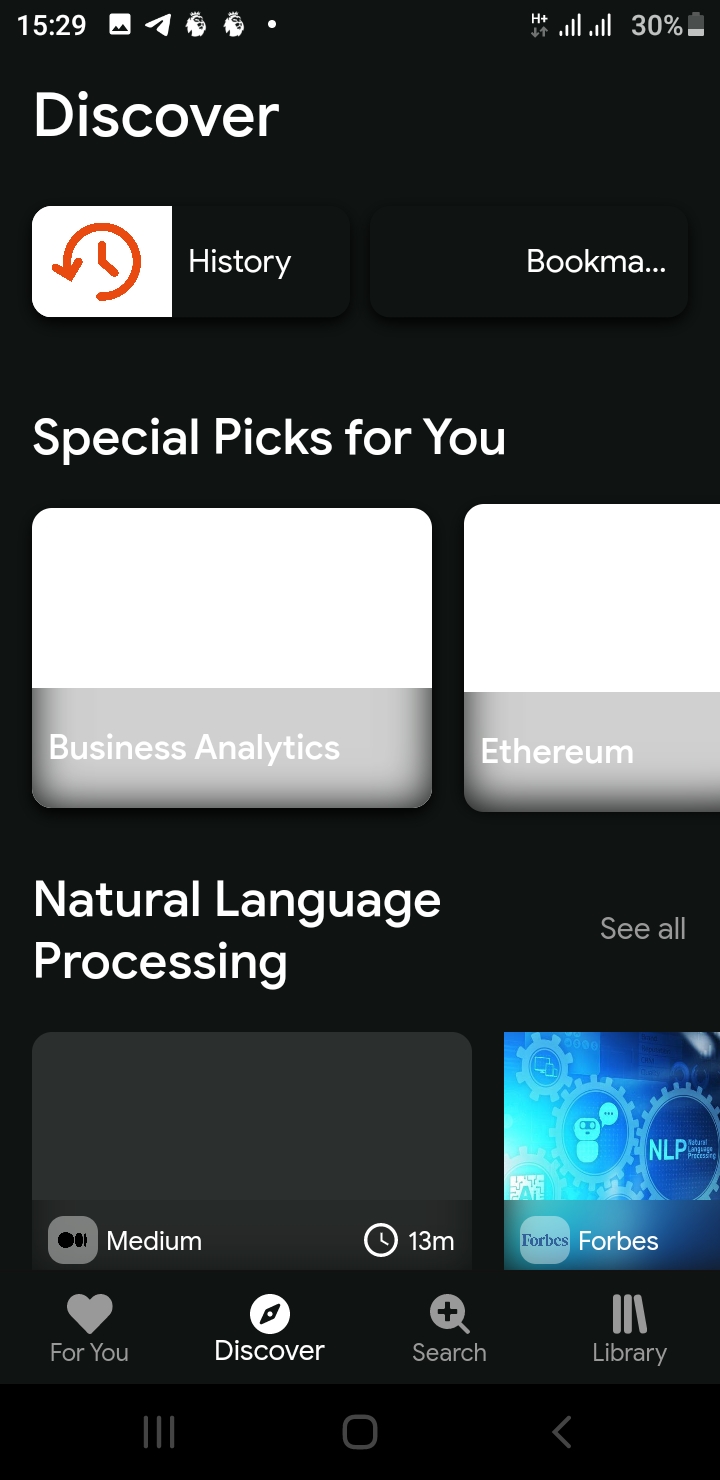 15:29 H+ 30%
Discover
History Bookma...
Special Picks for You
Business Analytics Ethereum
Natural Language
Processing
See all
NLP Natural
Language
Processing
AI
Medium 13m Forbes Forbes
For You Discover Search Library